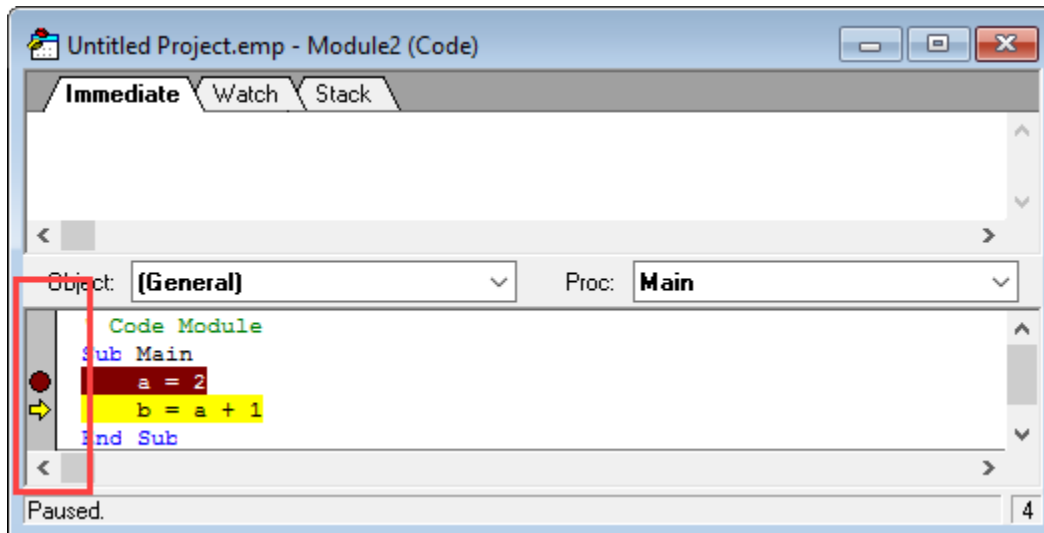 Untitled Project.emp - Module2 (Code)
Immediate Watch Stack
Object: (General) Proc: Main
' Code Module
Sub Main
a = 2
b = a + 1
End Sub
Paused. 4